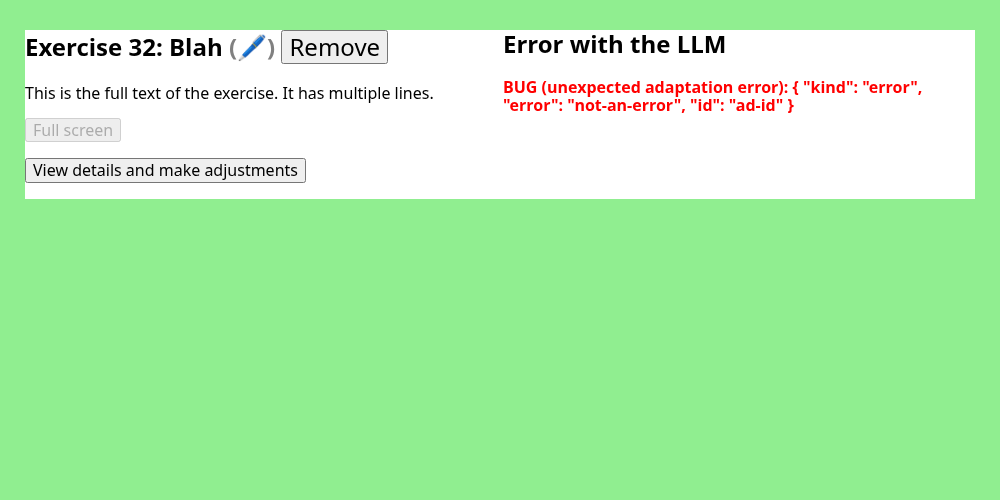 Exercise 32: Blah (🖊️) Remove
This is the full text of the exercise. It has multiple lines.
Full screen
View details and make adjustments
Error with the LLM
BUG (unexpected adaptation error): { "kind": "error",
"error": "not-an-error", "id": "ad-id" }